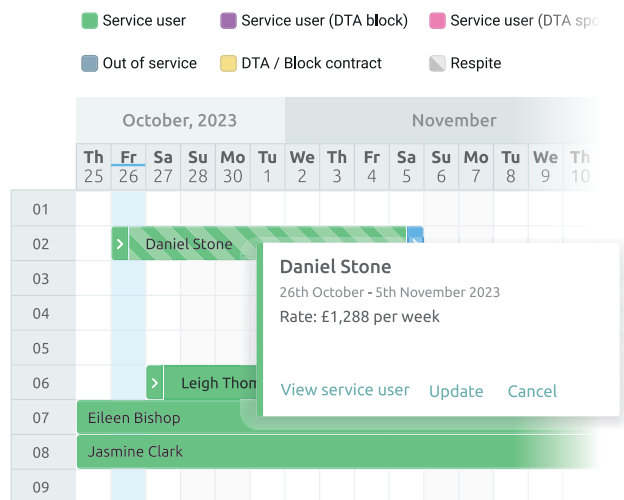 Service user
Service user (DTA block)
Service user (DTA spo
Out of service
DTA / Block contract
Respite
October, 2023
November
Th Fr Sa Su Mo Tu We Th Fr Sa Su Mo Tu We Th
25 26 27 28 30 1 2 3 4 5 6 7 8 9 10
01
02 Daniel Stone
03
04
05
06 Leigh Thom
07 Eileen Bishop
08 Jasmine Clark
09
Daniel Stone
26th October - 5th November 2023
Rate: £1,288 per week
View service user Update Cancel